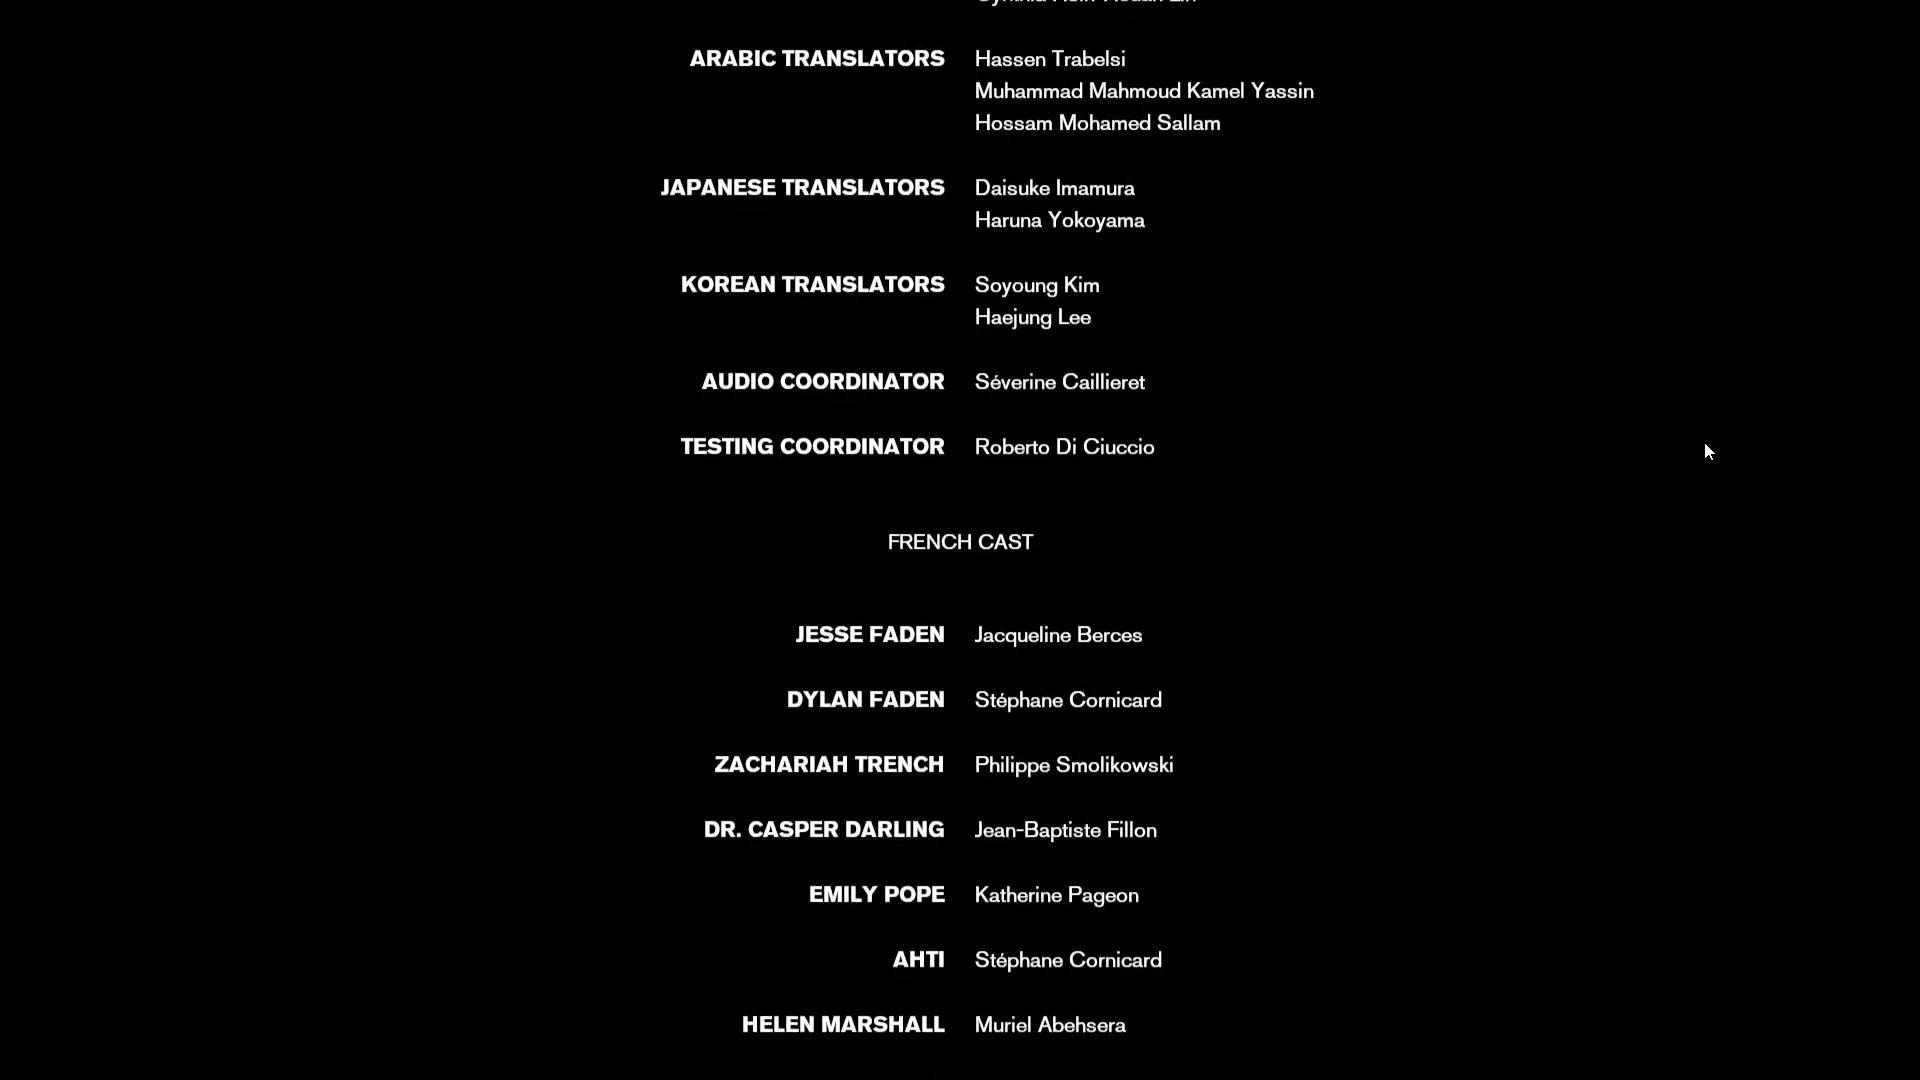 ARABIC TRANSLATORS Hassen Trabelsi
Muhammad Mahmoud Kamel Yassin
Hossam Mohamed Sallam
JAPANESE TRANSLATORS Daisuke Imamura
Haruna Yokoyama
KOREAN TRANSLATORS Soyoung Kim
Haejung Lee
AUDIO COORDINATOR Séverine Caillieret
TESTING COORDINATOR Roberto Di Ciuccio
FRENCH CAST
JESSE FADEN Jacqueline Berces
DYLAN FADEN Stéphane Cornicard
ZACHARIAH TRENCH Philippe Smolikowski
DR. CASPER DARLING Jean-Baptiste Fillon
EMILY POPE Katherine Pageon
AHTI Stéphane Cornicard
HELEN MARSHALL Muriel Abehsera